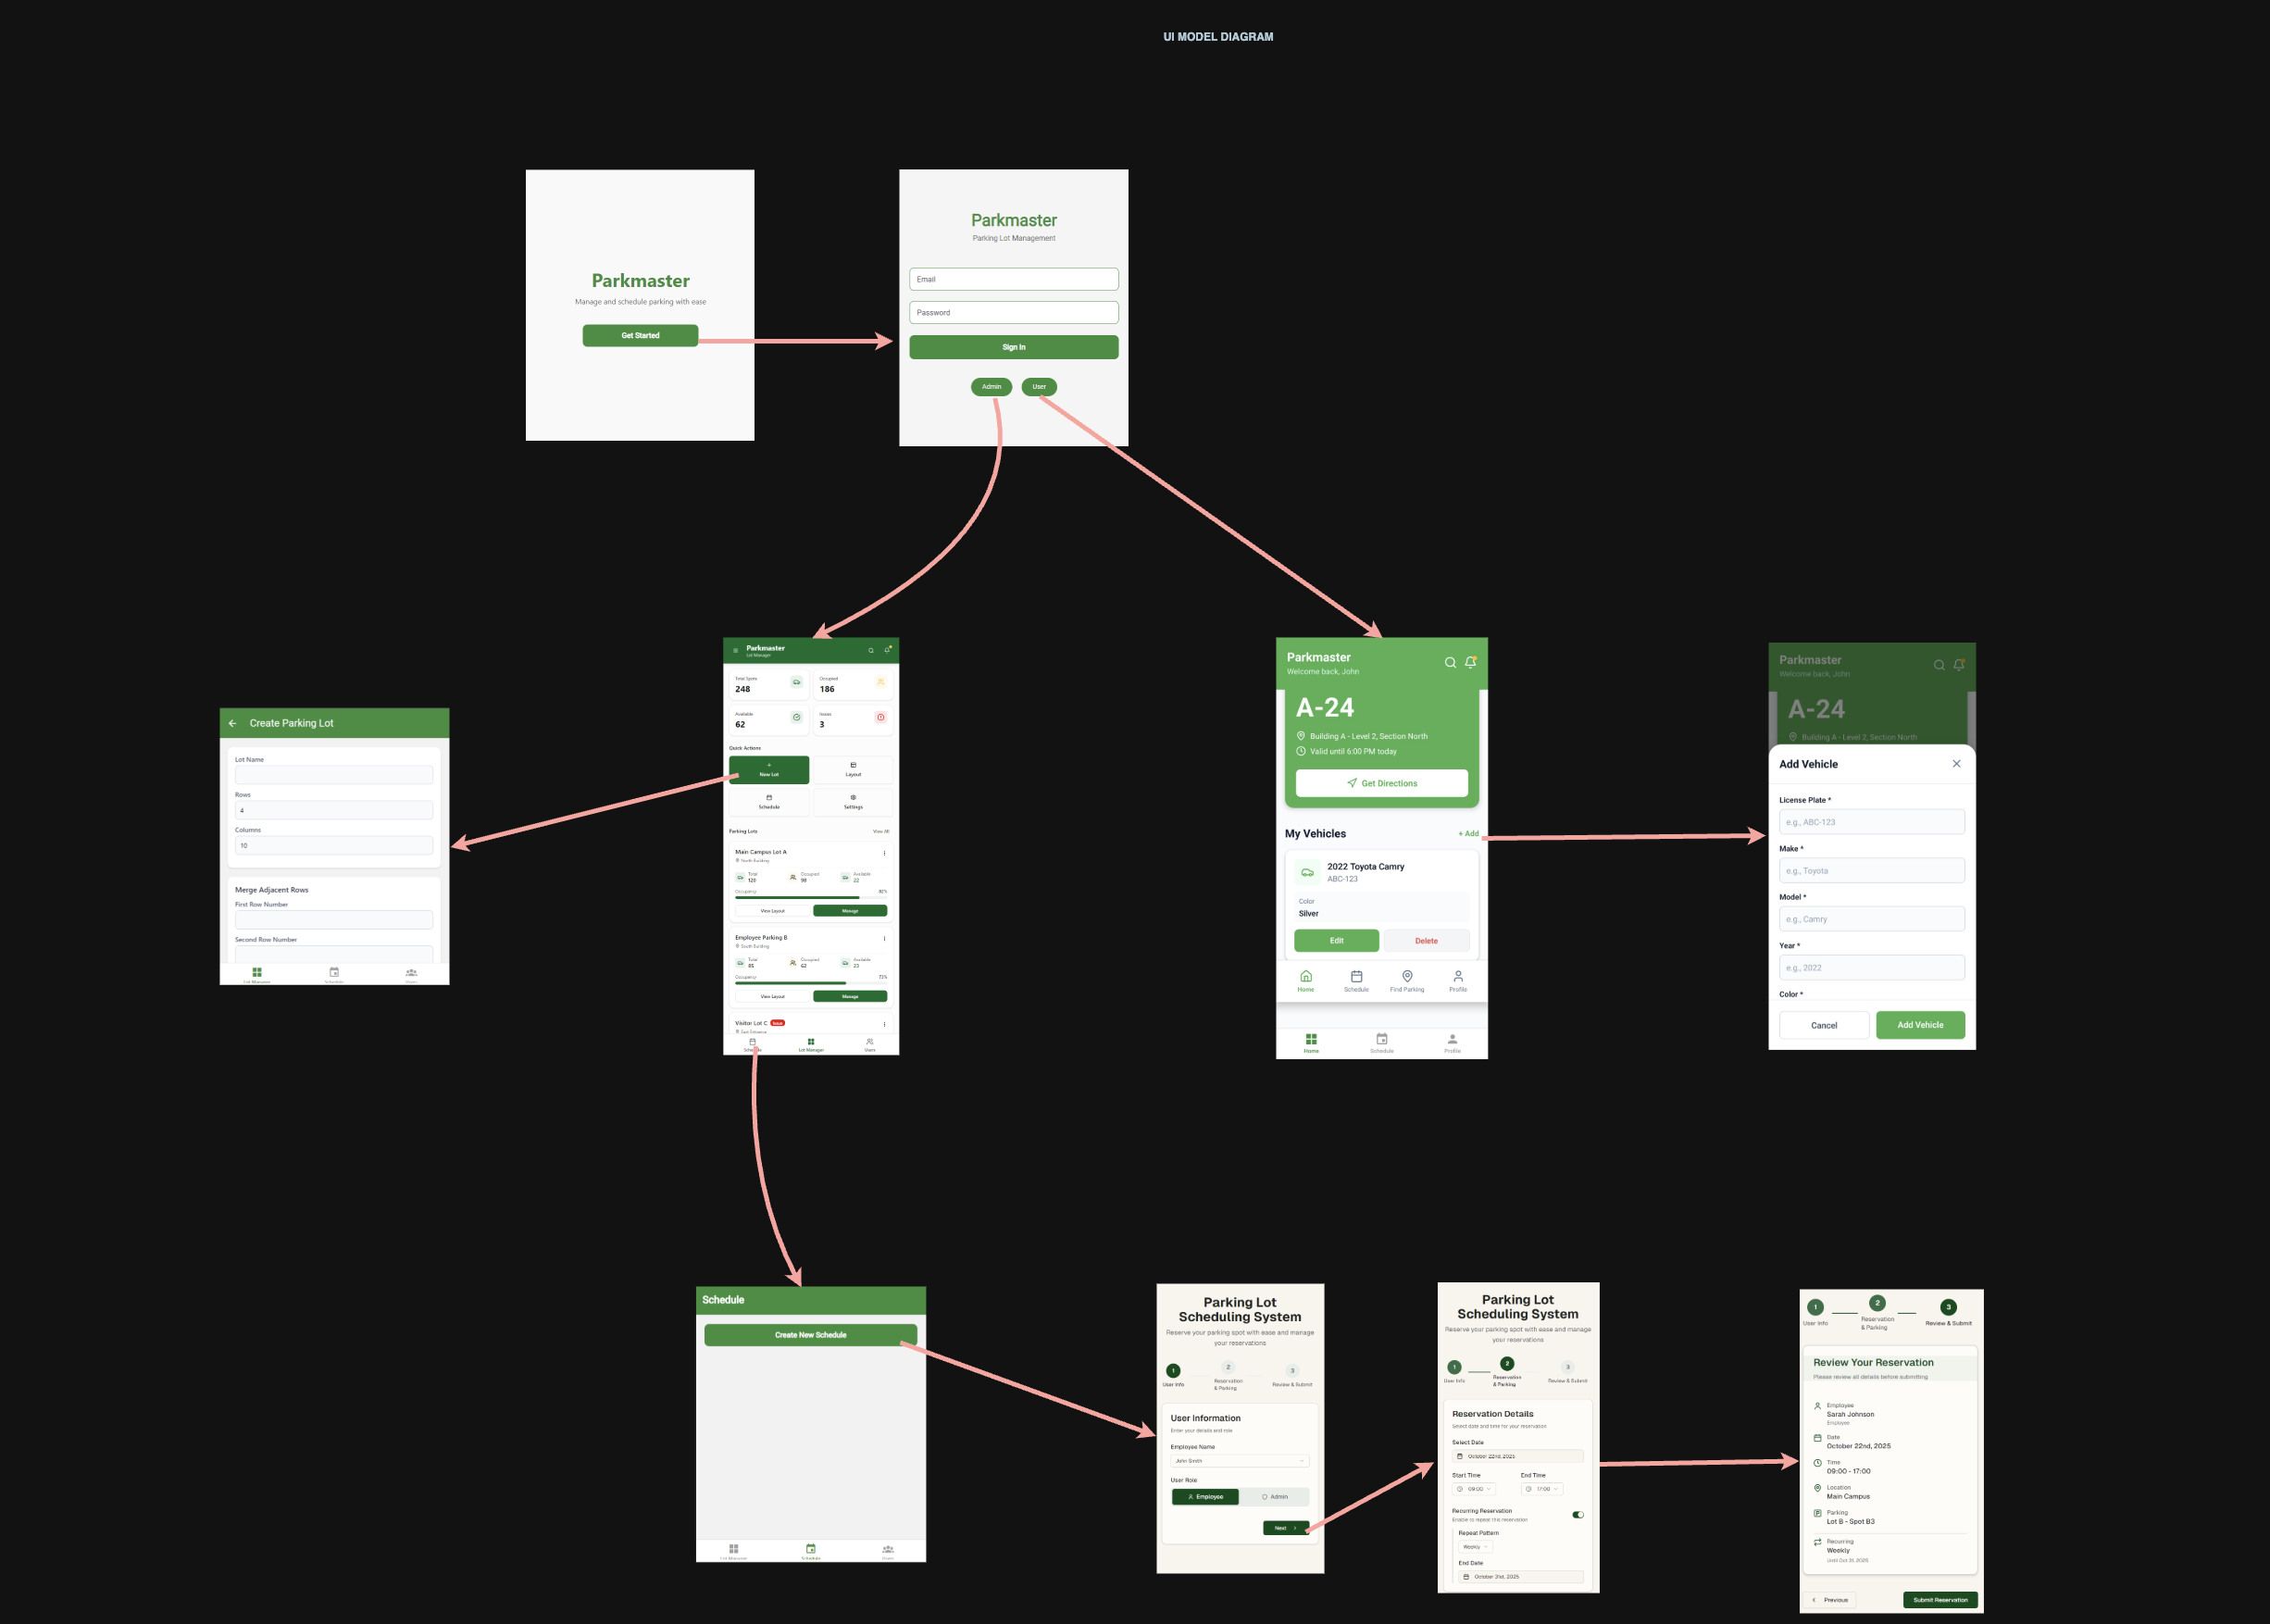 UI MODEL DIAGRAM
Parkmaster
Manage and schedule parking with ease
Get Started
Parkmaster
Parking Lot Management
Email
Password
Sign In
Admin
User
Create Parking Lot
Lot Name
Rows
4
Columns
10
Merge Adjacent Rows
First Row Number
Second Row Number
Lot Manager
Schedule
Users
Parkmaster
Lot Manager
Total Spots
248
Occupied
186
Available
62
Issues
3
Quick Actions
New Lot
Layout
Schedule
Settings
Parking Lots
View All
Main Campus Lot A
North Building
Total
120
Occupied
98
Available
22
Occupancy
View Layout
Manage
Employee Parking B
South Building
Total
85
Occupied
62
Available
23
Occupancy
73%
View Layout
Manage
Visitor Lot C
Issue
East Entrance
Schedule
Lot Manager
Users
Parkmaster
Welcome back, John
A-24
Building A - Level 2, Section North
Valid until 6:00 PM today
Get Directions
My Vehicles
+ Add
2022 Toyota Camry
ABC-123
Color
Silver
Edit
Delete
Home
Schedule
Find Parking
Profile
Home
Schedule
Profile
Parkmaster
Welcome back, John
A-24
Building A - Level 2, Section North
Add Vehicle
License Plate *
e.g., ABC-123
Make *
e.g., Toyota
Model *
e.g., Camry
Year *
e.g., 2022
Color *
Cancel
Add Vehicle
Schedule
Create New Schedule
Lot Manager
Schedule
Users
Parking Lot
Scheduling System
Reserve your parking spot with ease and manage
your reservations
1
2
3
User Info
Reservation
& Parking
Review & Submit
User Information
Enter your details and role
Employee Name
John Smith
User Role
Employee
Admin
Next
Parking Lot
Scheduling System
Reserve your parking spot with ease and manage
your reservations
1
2
3
User Info
Reservation
& Parking
Review & Submit
Reservation Details
Select date and time for your reservation
Select Date
October 22nd, 2025
Start Time
End Time
09:00
17:00
Recurring Reservation
Enable to repeat this reservation
Repeat Pattern
Weekly
End Date
October 31st, 2025
1
2
3
User Info
Reservation
& Parking
Review & Submit
Review Your Reservation
Please review all details before submitting
Employee
Sarah Johnson
Employee
Date
October 22nd, 2025
Time
09:00 - 17:00
Location
Main Campus
Parking
Lot B - Spot B3
Recurring
Weekly
Until Oct 31, 2025
Previous
Submit Reservation